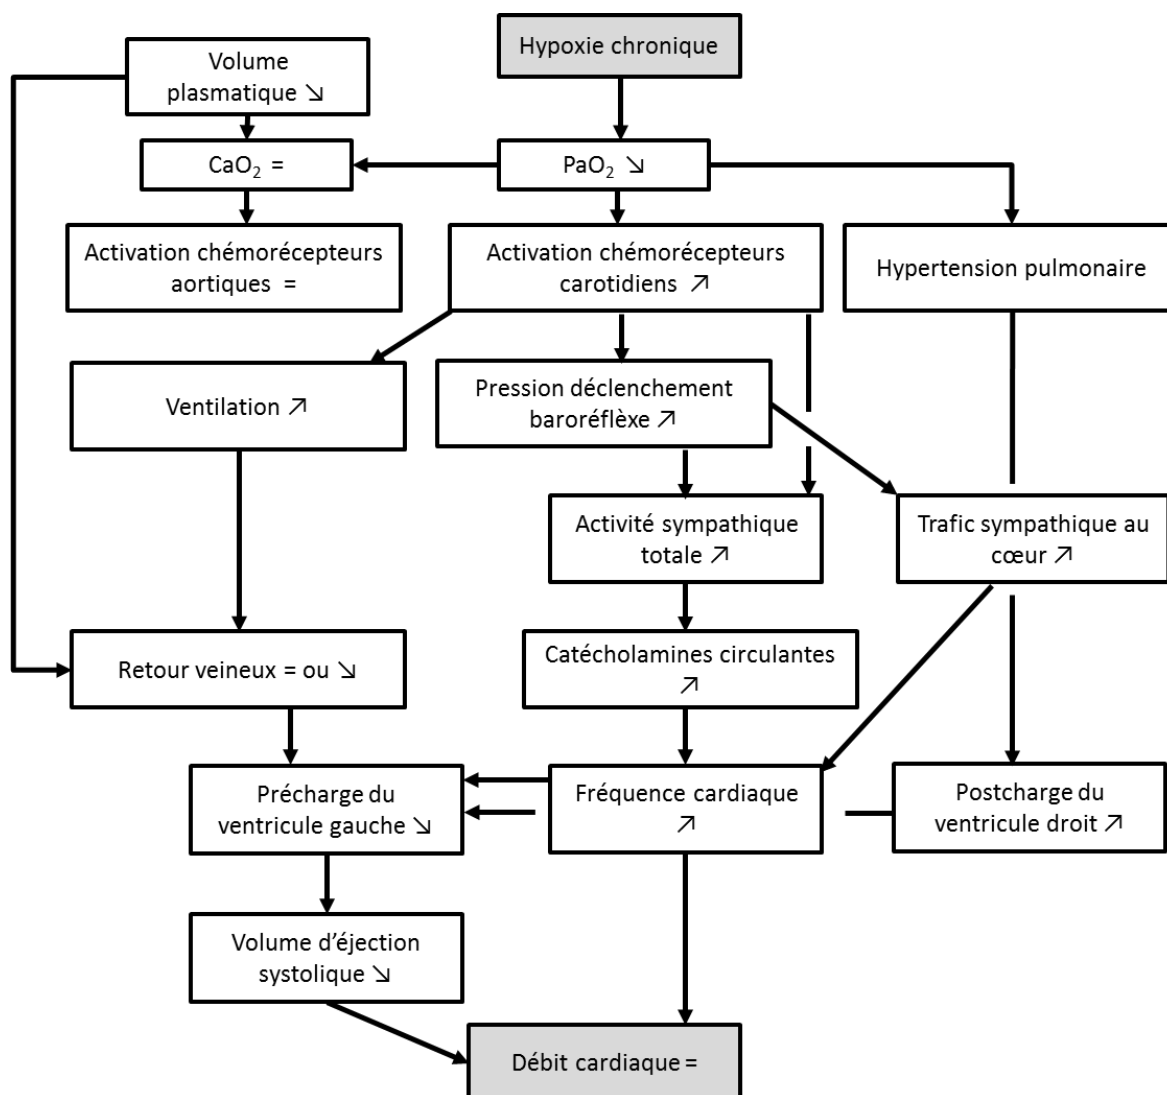 Hypoxie chronique
Volume
plasmatique ↘
CaO₂ =
PaO₂ ↘
Activation chémorécepteurs
aortiques =
Activation chémorécepteurs
carotidiens ↗
Hypertension pulmonaire
Ventilation ↗
Pression déclenchement
baroréflèxe ↗
Activité sympathique
totale ↗
Trafic sympathique au
cœur ↗
Retour veineux = ou ↘
Catécholamines circulantes
↗
Précharge du
ventricule gauche ↘
Fréquence cardiaque
↗
Postcharge du
ventricule droit ↗
Volume d’éjection
systolique ↘
Débit cardiaque =